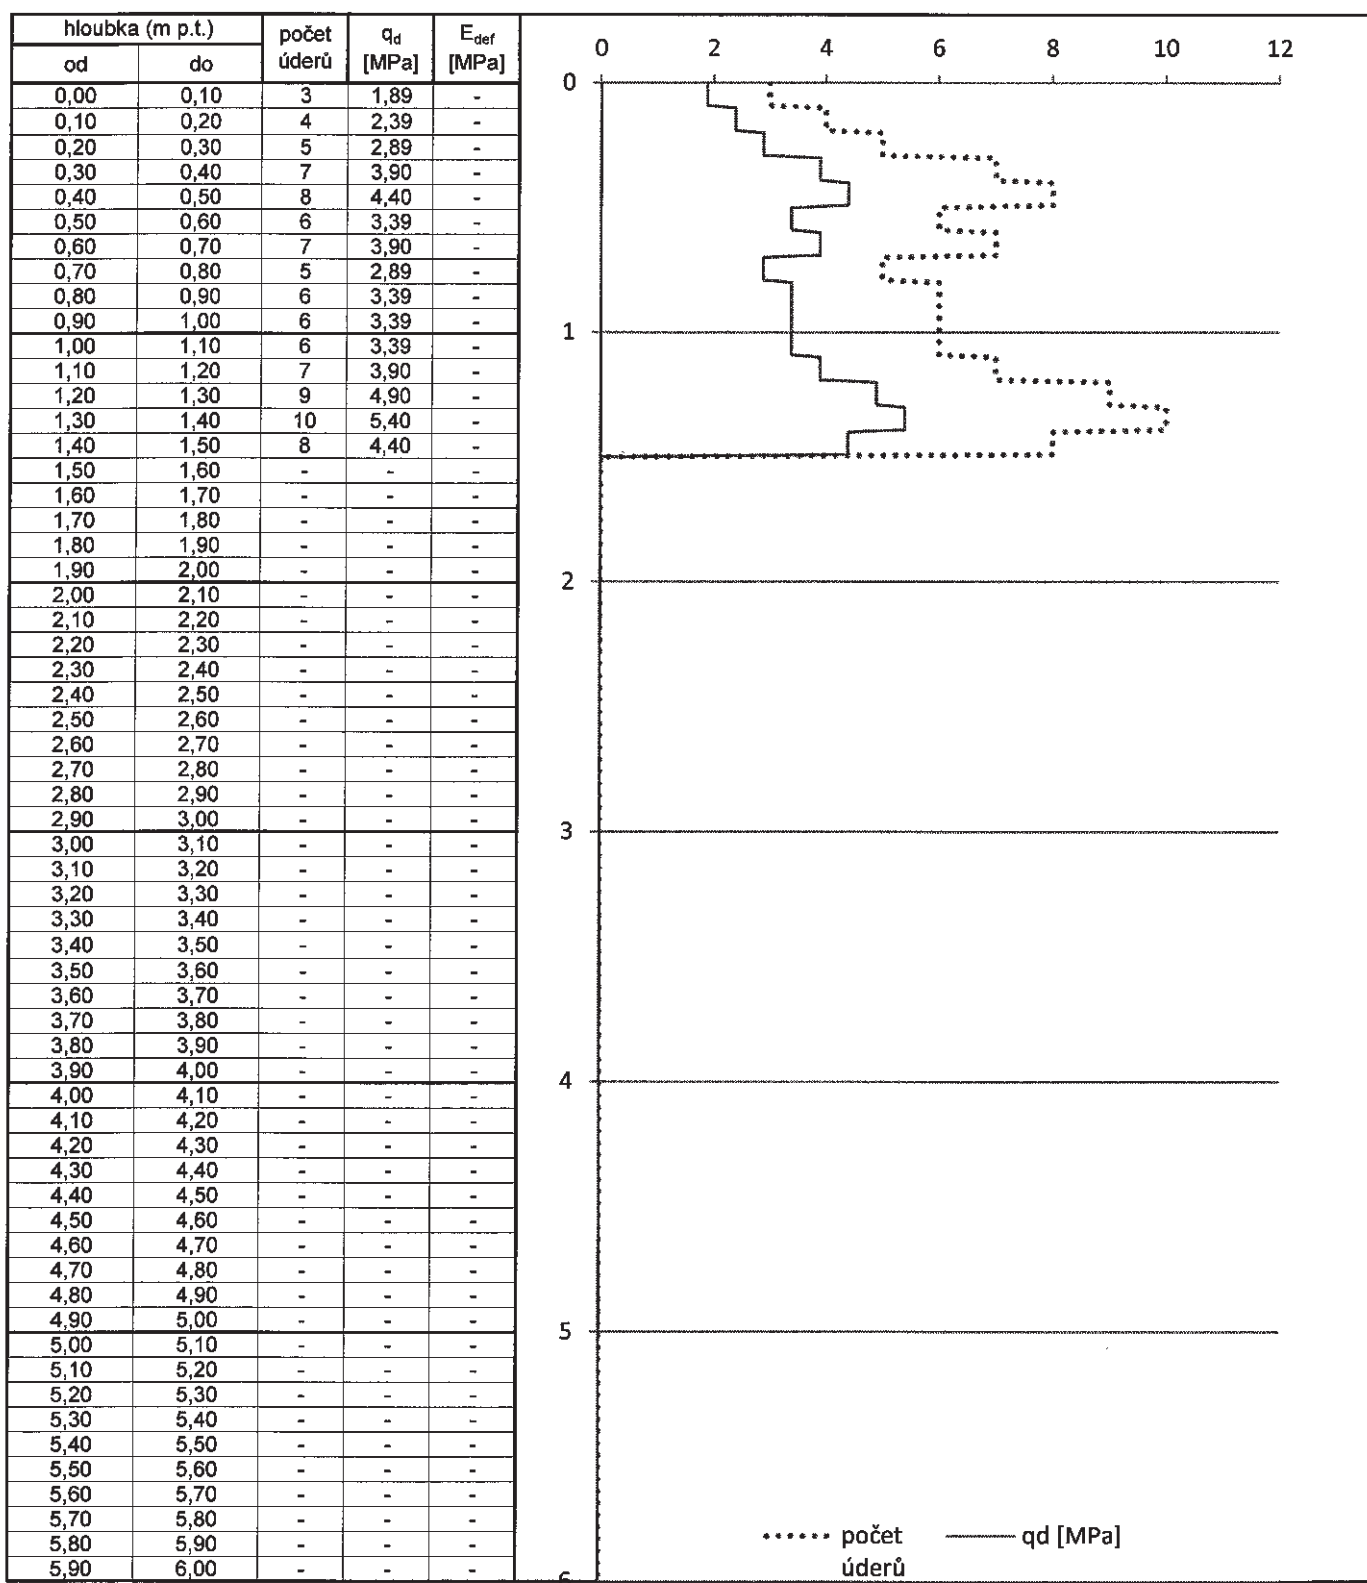 hloubka (m p.t.) počet úderů qd [MPa] Edef [MPa]
od do
0,00 0,10 3 1,89 -
0,10 0,20 4 2,39 -
0,20 0,30 5 2,89 -
0,30 0,40 7 3,90 -
0,40 0,50 8 4,40 -
0,50 0,60 6 3,39 -
0,60 0,70 7 3,90 -
0,70 0,80 5 2,89 -
0,80 0,90 6 3,39 -
0,90 1,00 6 3,39 -
1,00 1,10 6 3,39 -
1,10 1,20 7 3,90 -
1,20 1,30 9 4,90 -
1,30 1,40 10 5,40 -
1,40 1,50 8 4,40 -
1,50 1,60 - - -
1,60 1,70 - - -
1,70 1,80 - - -
1,80 1,90 - - -
1,90 2,00 - - -
2,00 2,10 - - -
2,10 2,20 - - -
2,20 2,30 - - -
2,30 2,40 - - -
2,40 2,50 - - -
2,50 2,60 - - -
2,60 2,70 - - -
2,70 2,80 - - -
2,80 2,90 - - -
2,90 3,00 - - -
3,00 3,10 - - -
3,10 3,20 - - -
3,20 3,30 - - -
3,30 3,40 - - -
3,40 3,50 - - -
3,50 3,60 - - -
3,60 3,70 - - -
3,70 3,80 - - -
3,80 3,90 - - -
3,90 4,00 - - -
4,00 4,10 - - -
4,10 4,20 - - -
4,20 4,30 - - -
4,30 4,40 - - -
4,40 4,50 - - -
4,50 4,60 - - -
4,60 4,70 - - -
4,70 4,80 - - -
4,80 4,90 - - -
4,90 5,00 - - -
5,00 5,10 - - -
5,10 5,20 - - -
5,20 5,30 - - -
5,30 5,40 - - -
5,40 5,50 - - -
5,50 5,60 - - -
5,60 5,70 - - -
5,70 5,80 - - -
5,80 5,90 - - -
5,90 6,00 - - -
0 2 4 6 8 10 12
0
1
2
3
4
5
6
počet úderů
qd [MPa]